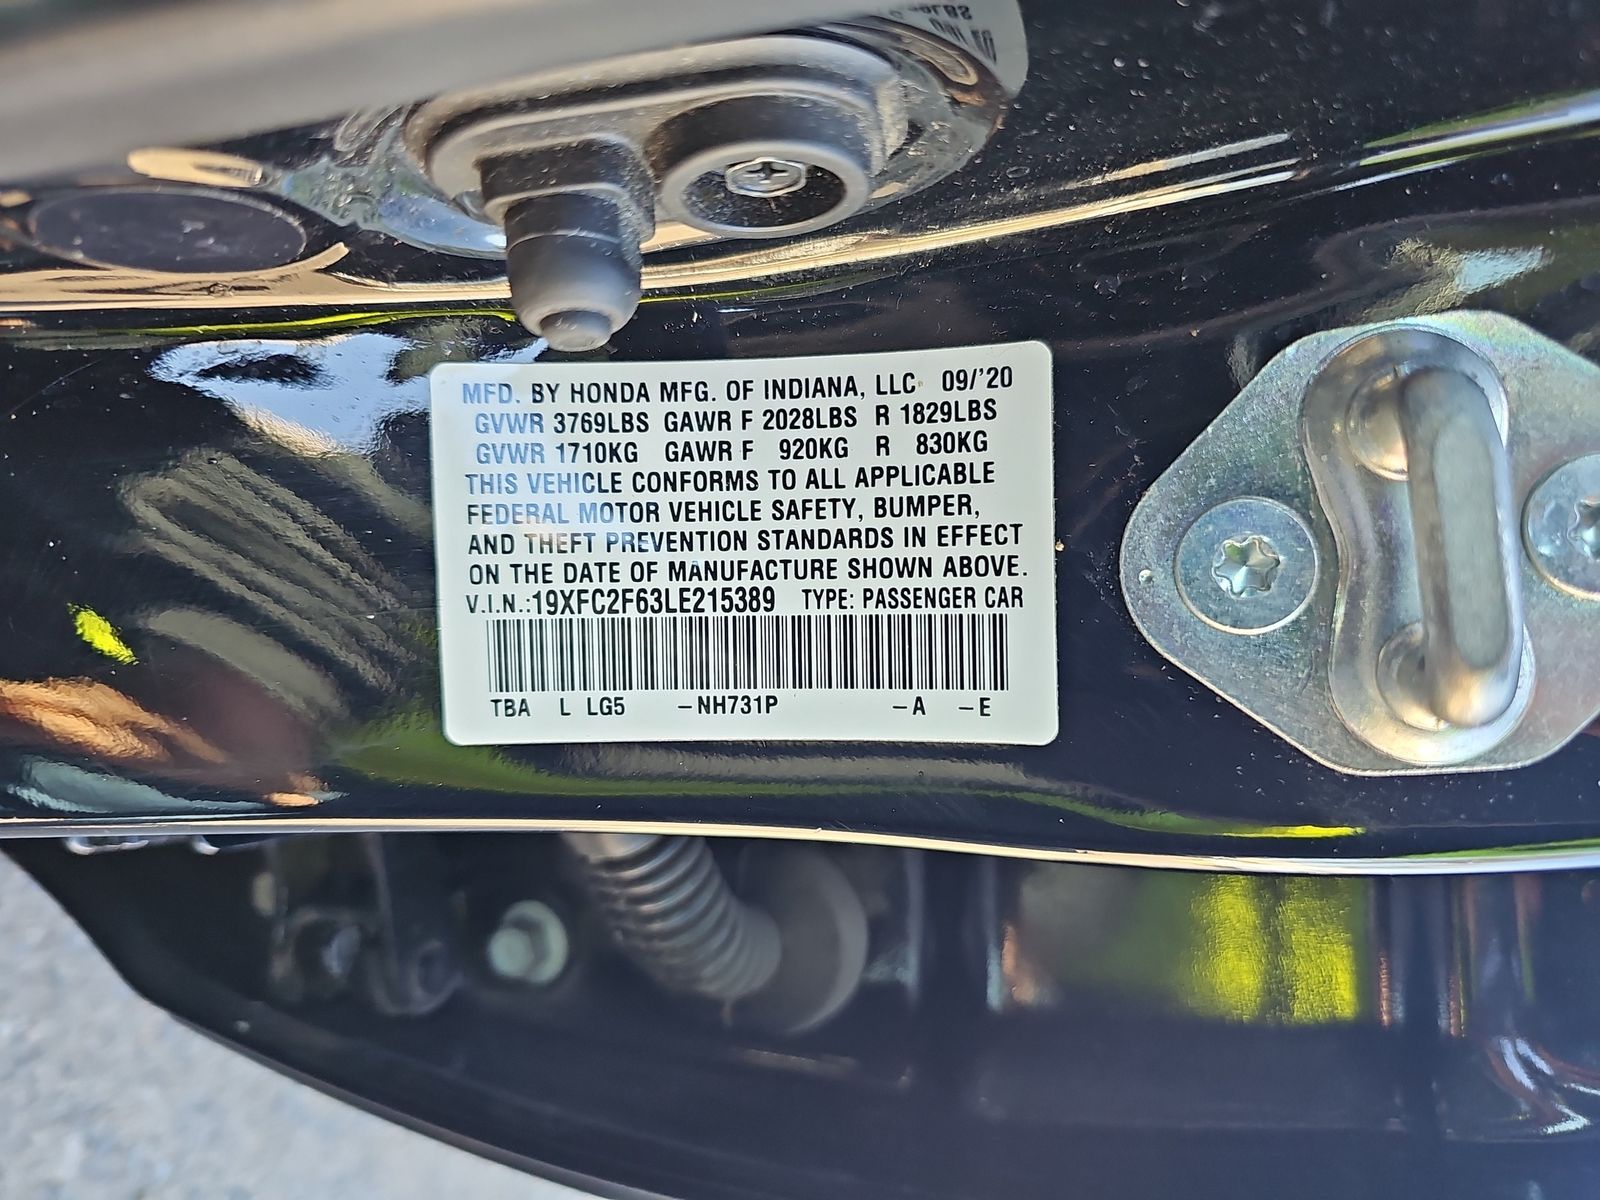 MFD. BY HONDA MFG. OF INDIANA, LLC 09/'20
GVWR 3769LBS GAWR F 2028LBS R 1829LBS
GVWR 1710KG GAWR F 920KG R 830KG
THIS VEHICLE CONFORMS TO ALL APPLICABLE
FEDERAL MOTOR VEHICLE SAFETY, BUMPER,
AND THEFT PREVENTION STANDARDS IN EFFECT
ON THE DATE OF MANUFACTURE SHOWN ABOVE.
V.I.N.:19XFC2F63LE215389 TYPE: PASSENGER CAR
TBA L LG5 -NH731P -A -E